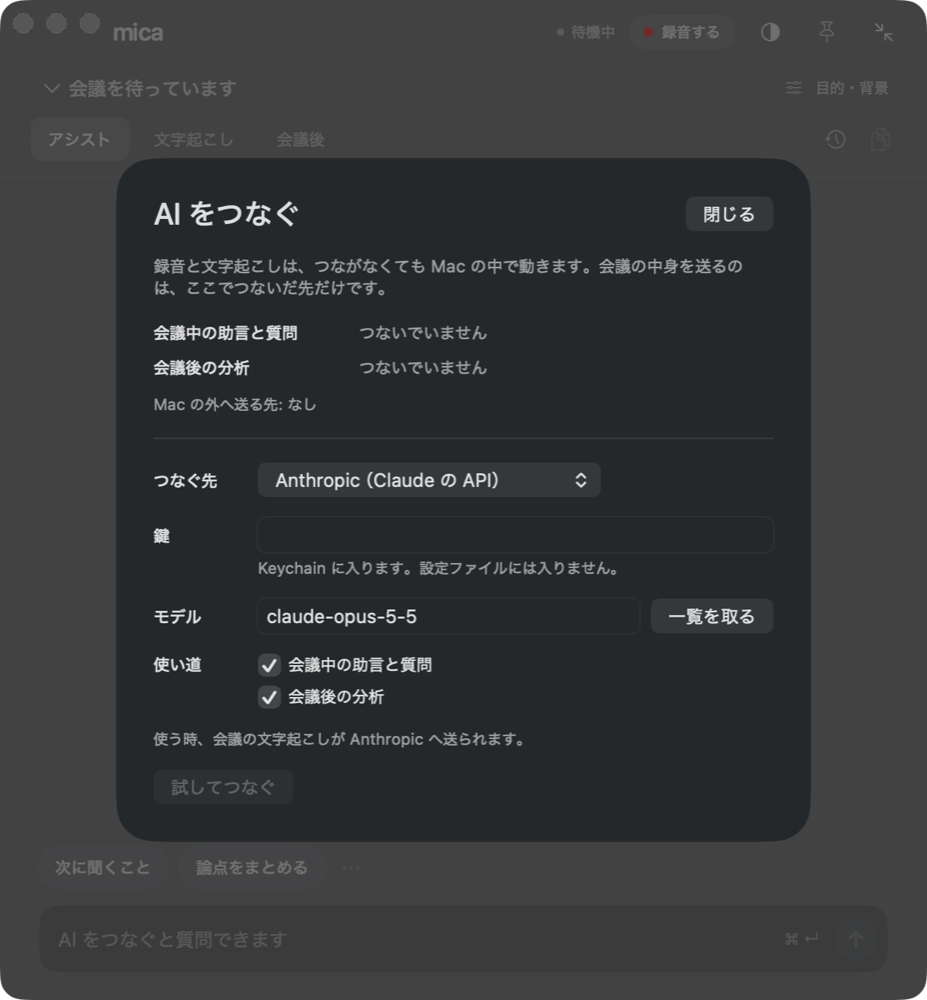 mica
待機中
録音する
会議を待っています
目的・背景
アシスト
文字起こし
会議後
AI をつなぐ
閉じる
録音と文字起こしは、つながなくても Mac の中で動きます。会議の中身を送るの
は、ここでつないだ先だけです。
会議中の助言と質問 つないでいません
会議後の分析 つないでいません
Mac の外へ送る先: なし
つなぐ先 Anthropic (Claude の API)
鍵
Keychain に入ります。設定ファイルには入りません。
モデル claude-opus-5-5 一覧を取る
使い道 会議中の助言と質問
会議後の分析
使う時、会議の文字起こしが Anthropic へ送られます。
試してつなぐ
次に聞くこと
論点をまとめる
…
AI をつなぐと質問できます
⌘ ↵